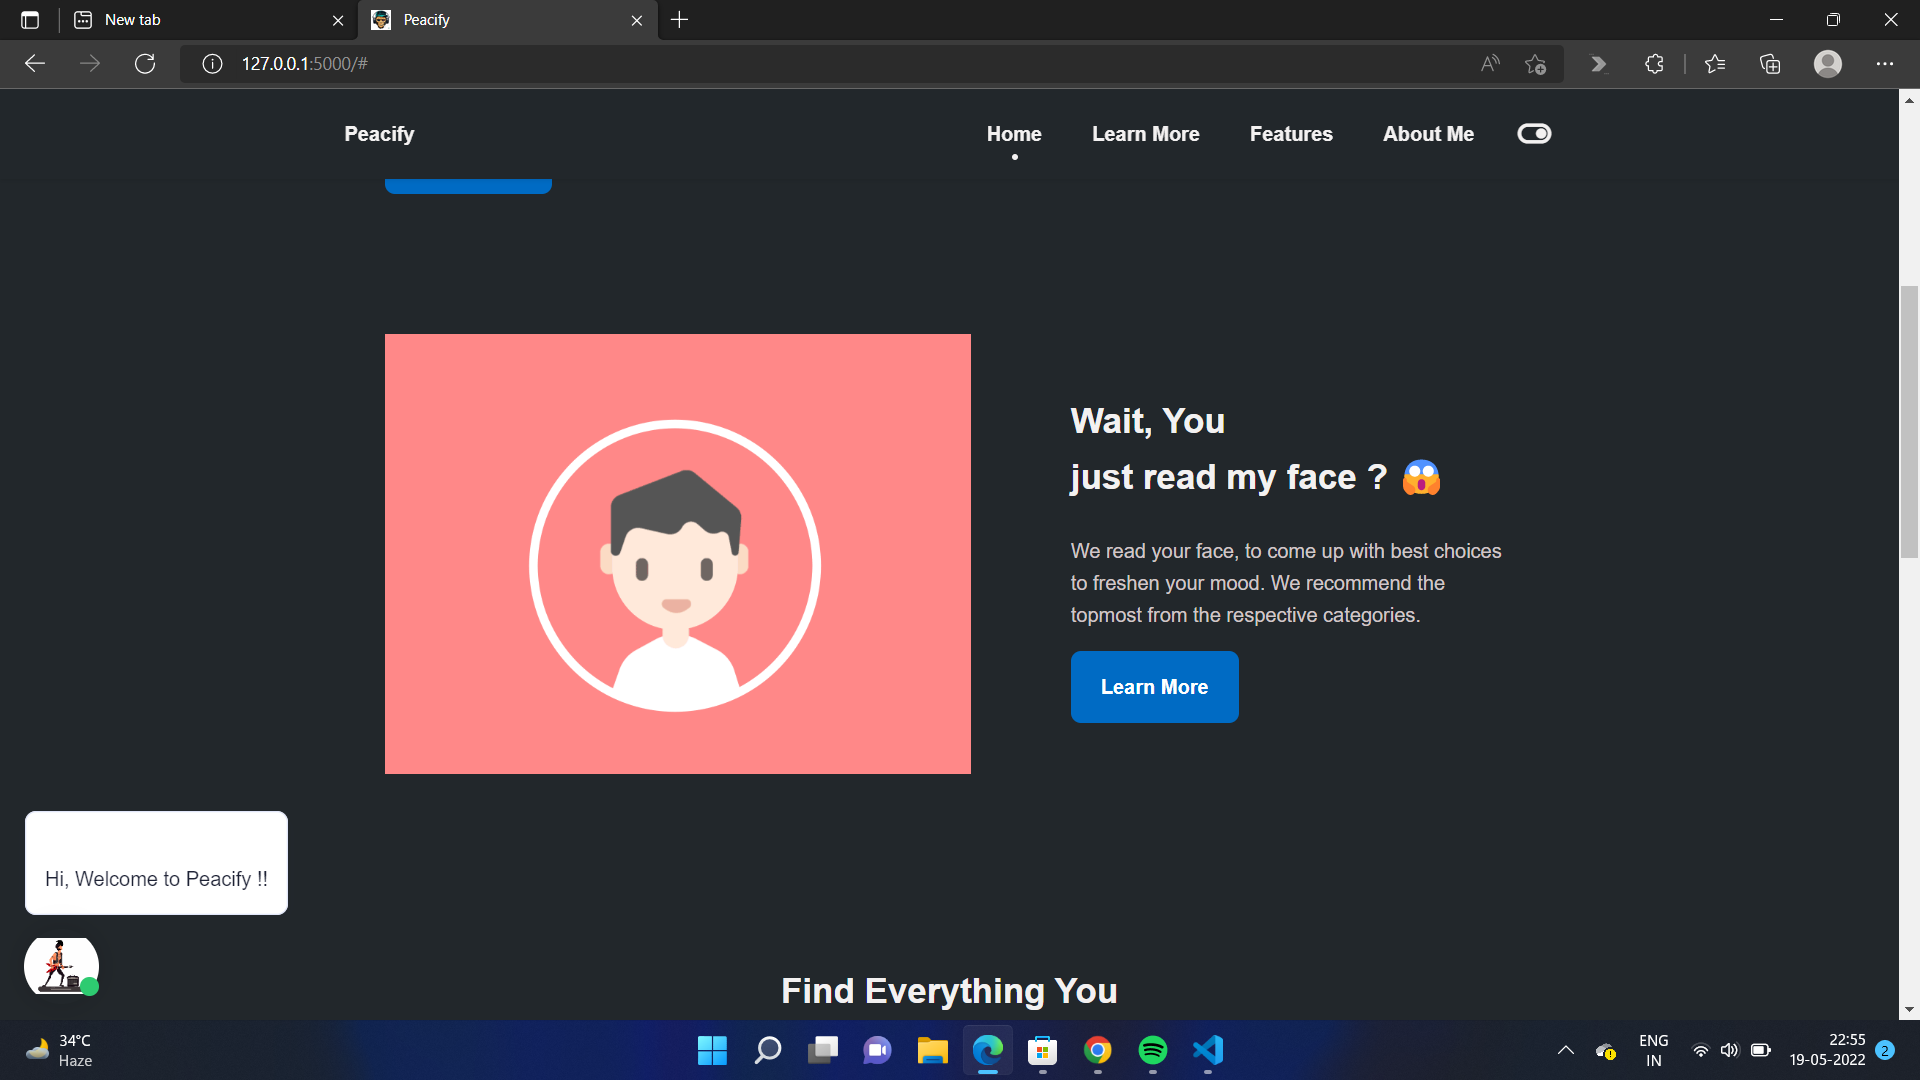 New tab
Peacify
127.0.0.1:5000/#
Peacify
Home Learn More Features About Me
Wait, You
just read my face ? 😱
We read your face, to come up with best choices
to freshen your mood. We recommend the
topmost from the respective categories.
Learn More
Hi, Welcome to Peacify !!
Find Everything You
34°C
Haze
ENG
IN
22:55
19-05-2022
2